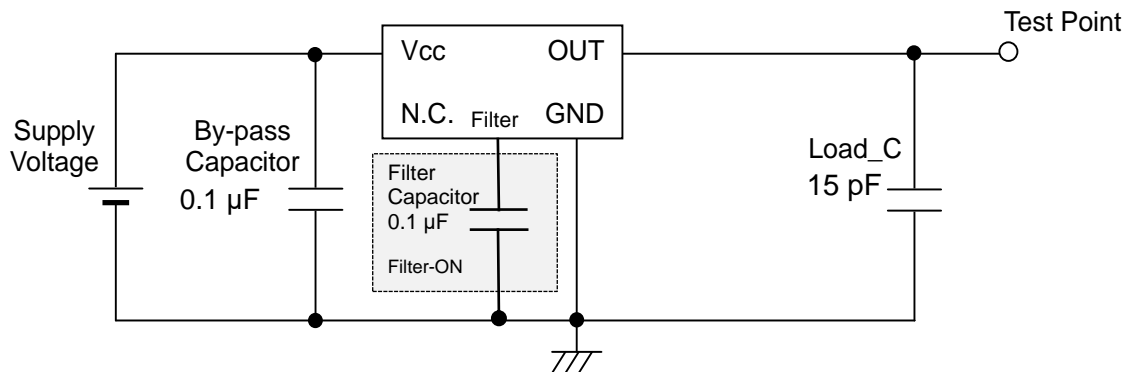 Test Point
Vcc OUT
N.C. Filter GND
Supply
Voltage
By-pass
Capacitor
0.1 µF
Filter
Capacitor
0.1 µF
Filter-ON
Load_C
15 pF